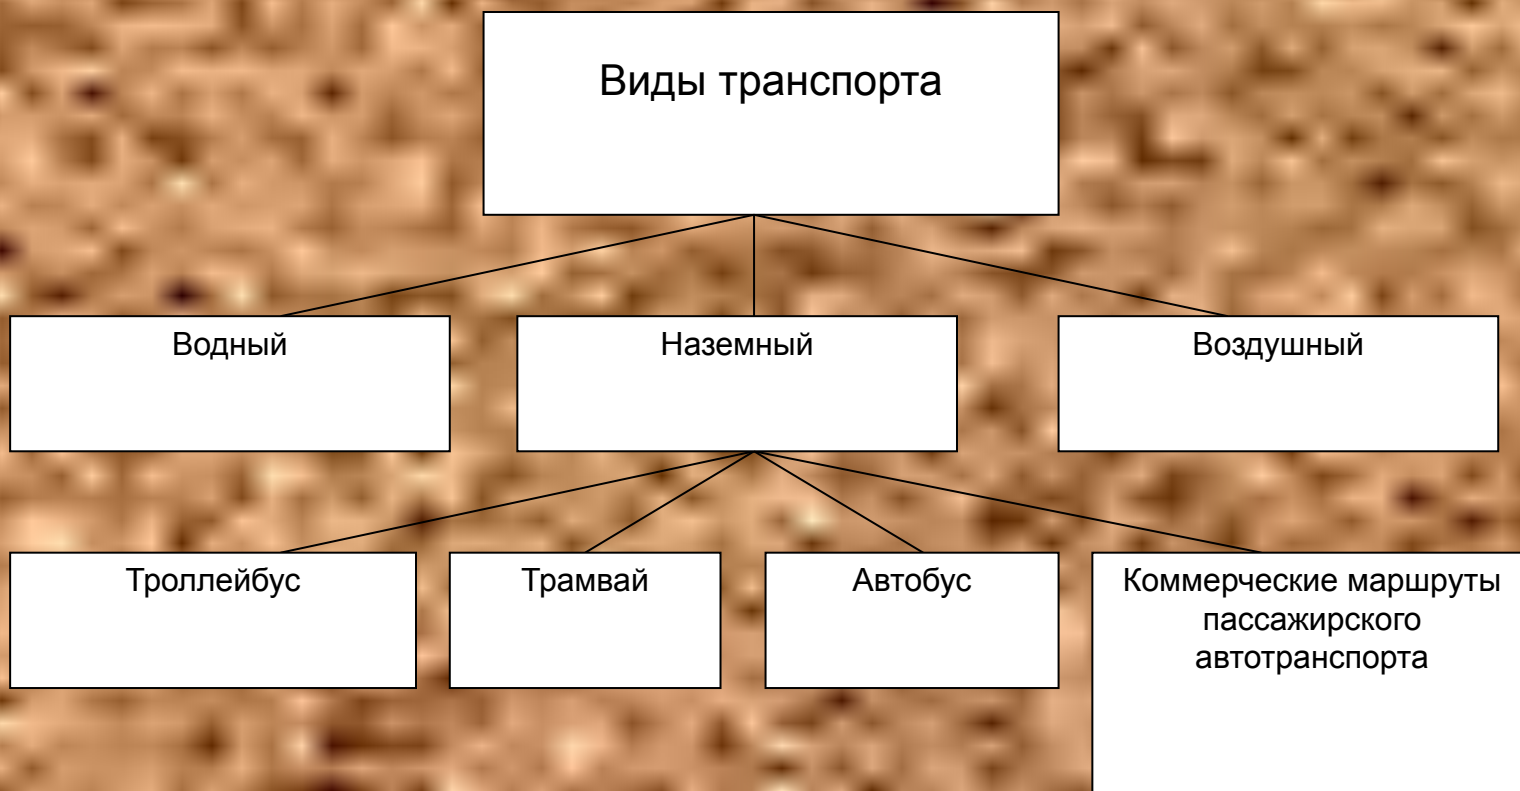 Виды транспорта
Водный
Наземный
Воздушный
Троллейбус
Трамвай
Автобус
Коммерческие маршруты
пассажирского
автотранспорта